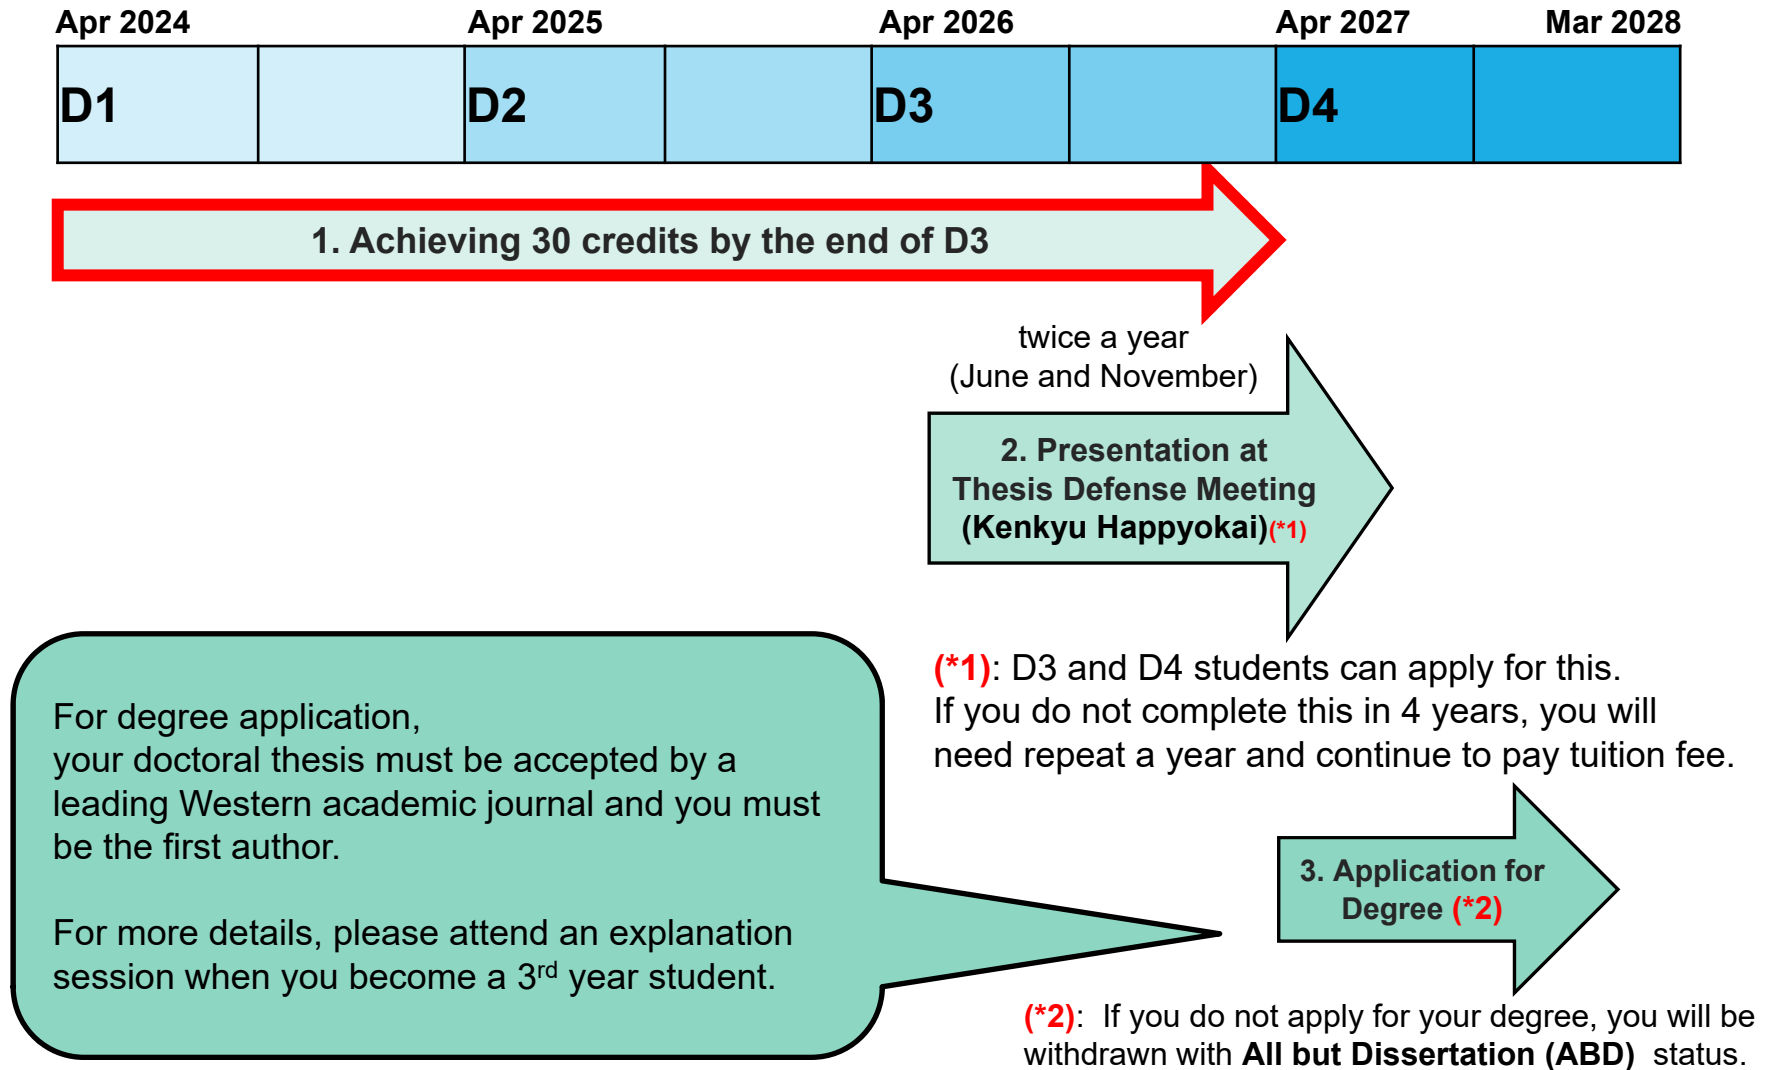 Apr 2024 Apr 2025 Apr 2026 Apr 2027 Mar 2028
D1 D2 D3 D4
1. Achieving 30 credits by the end of D3
twice a year
(June and November)
2. Presentation at
Thesis Defense Meeting
(Kenkyu Happyokai)(*1)
(*1): D3 and D4 students can apply for this.
If you do not complete this in 4 years, you will
need repeat a year and continue to pay tuition fee.
For degree application,
your doctoral thesis must be accepted by a
leading Western academic journal and you must
be the first author.
For more details, please attend an explanation
session when you become a 3rd year student.
3. Application for
Degree (*2)
(*2): If you do not apply for your degree, you will be
withdrawn with All but Dissertation (ABD) status.